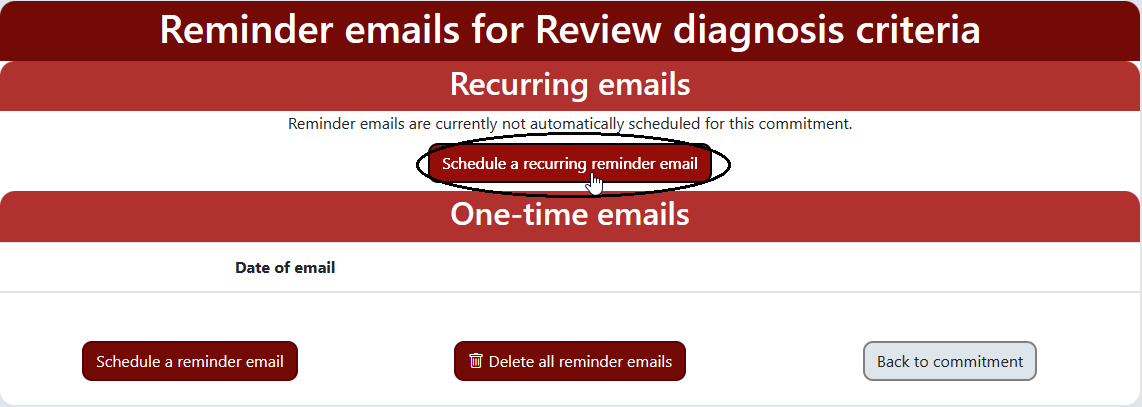 Reminder emails for Review diagnosis criteria
Recurring emails
Reminder emails are currently not automatically scheduled for this commitment.
Schedule a recurring reminder email
One-time emails
Date of email
Schedule a reminder email
Delete all reminder emails
Back to commitment